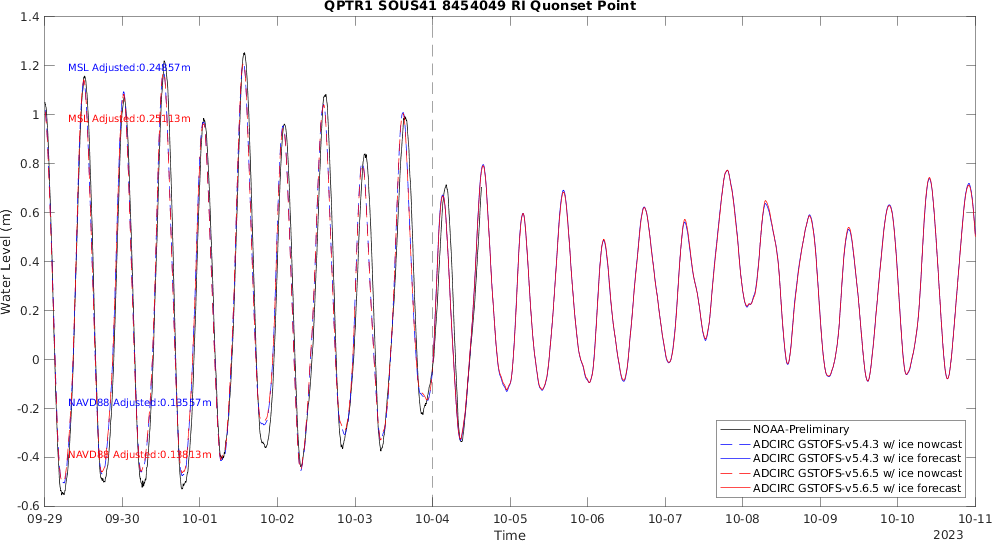 QPTR1 SOUS41 8454049 RI Quonset Point
Water Level (m)
1.4
1.2
1
0.8
0.6
0.4
0.2
0
-0.2
-0.4
-0.6
MSL Adjusted:0.24857m
MSL Adjusted:0.25113m
NAVD88 Adjusted:0.13557m
NAVD88 Adjusted:0.13813m
NOAA-Preliminary
ADCIRC GSTOFS-v5.4.3 w/ ice nowcast
ADCIRC GSTOFS-v5.4.3 w/ ice forecast
ADCIRC GSTOFS-v5.6.5 w/ ice nowcast
ADCIRC GSTOFS-v5.6.5 w/ ice forecast
09-29 09-30 10-01 10-02 10-03 10-04 10-05 10-06 10-07 10-08 10-09 10-10 10-11
Time
2023